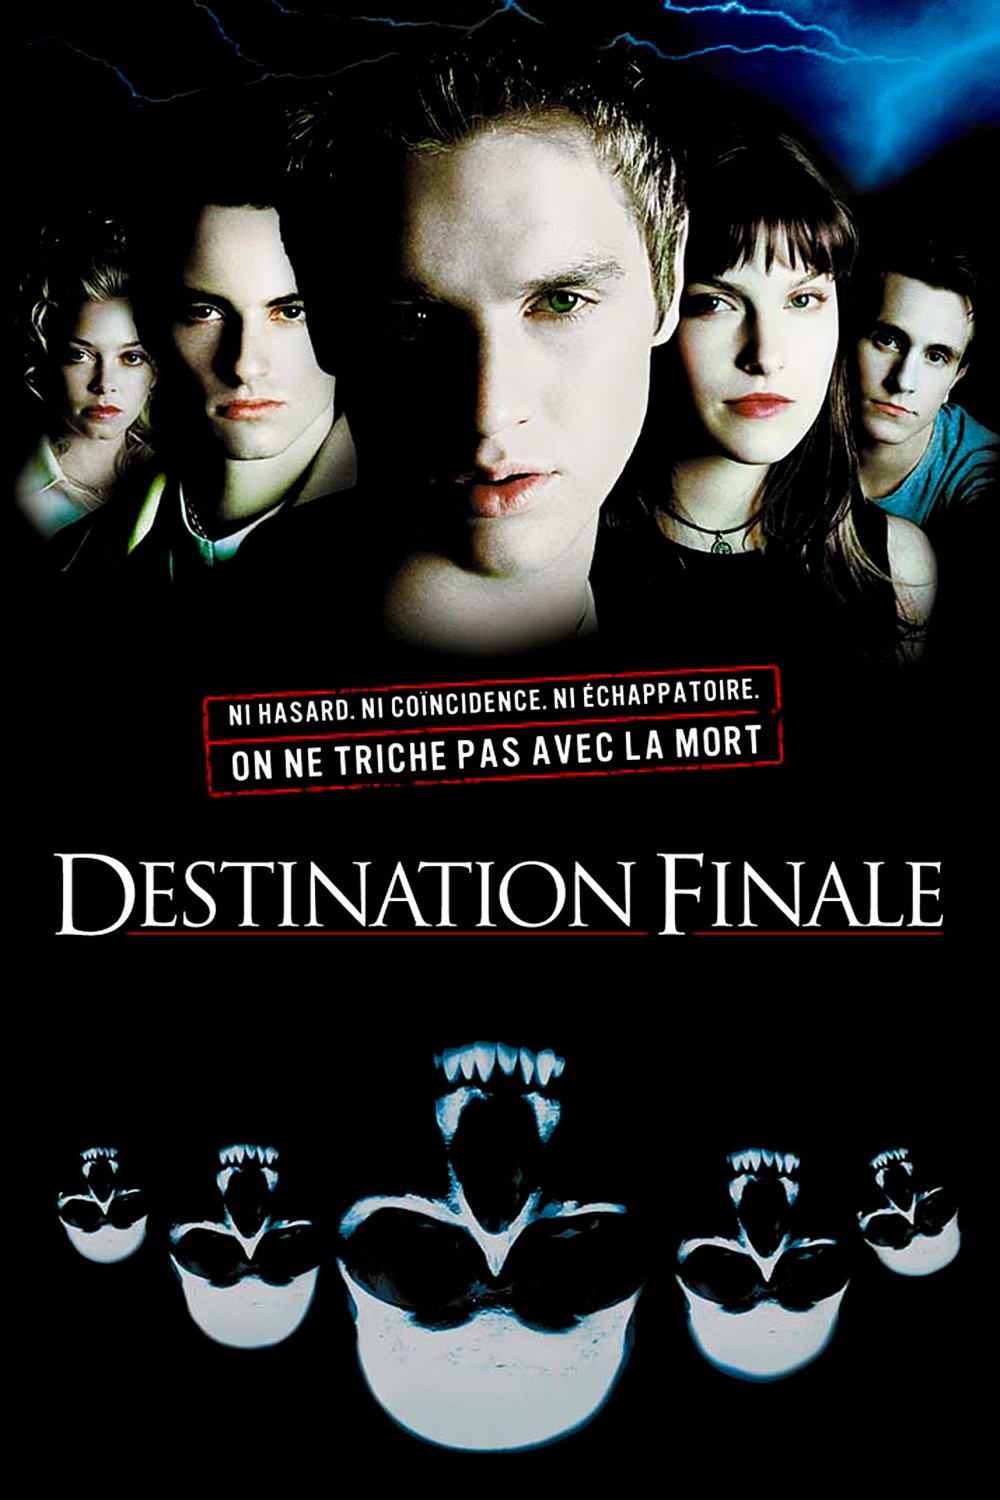 NI HASARD. NI COÏNCIDENCE. NI ÉCHAPPATOIRE.
ON NE TRICHE PAS AVEC LA MORT
DESTINATION FINALE